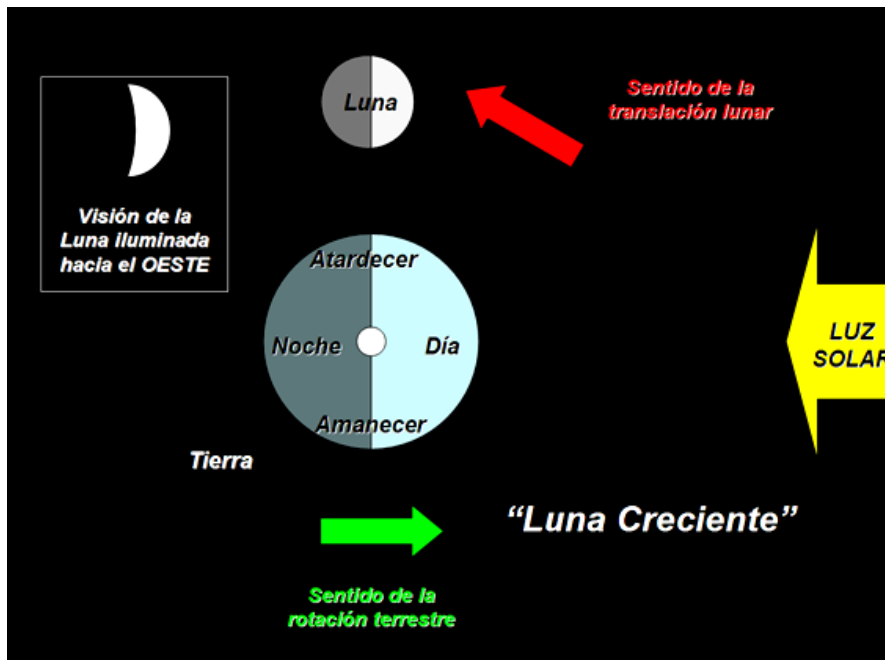 Luna
Sentido de la
translación lunar
Visión de la
Luna iluminada
hacia el OESTE
Atardecer
Noche
Día
Amanecer
LUZ
SOLAR
Tierra
“Luna Creciente”
Sentido de la
rotación terrestre